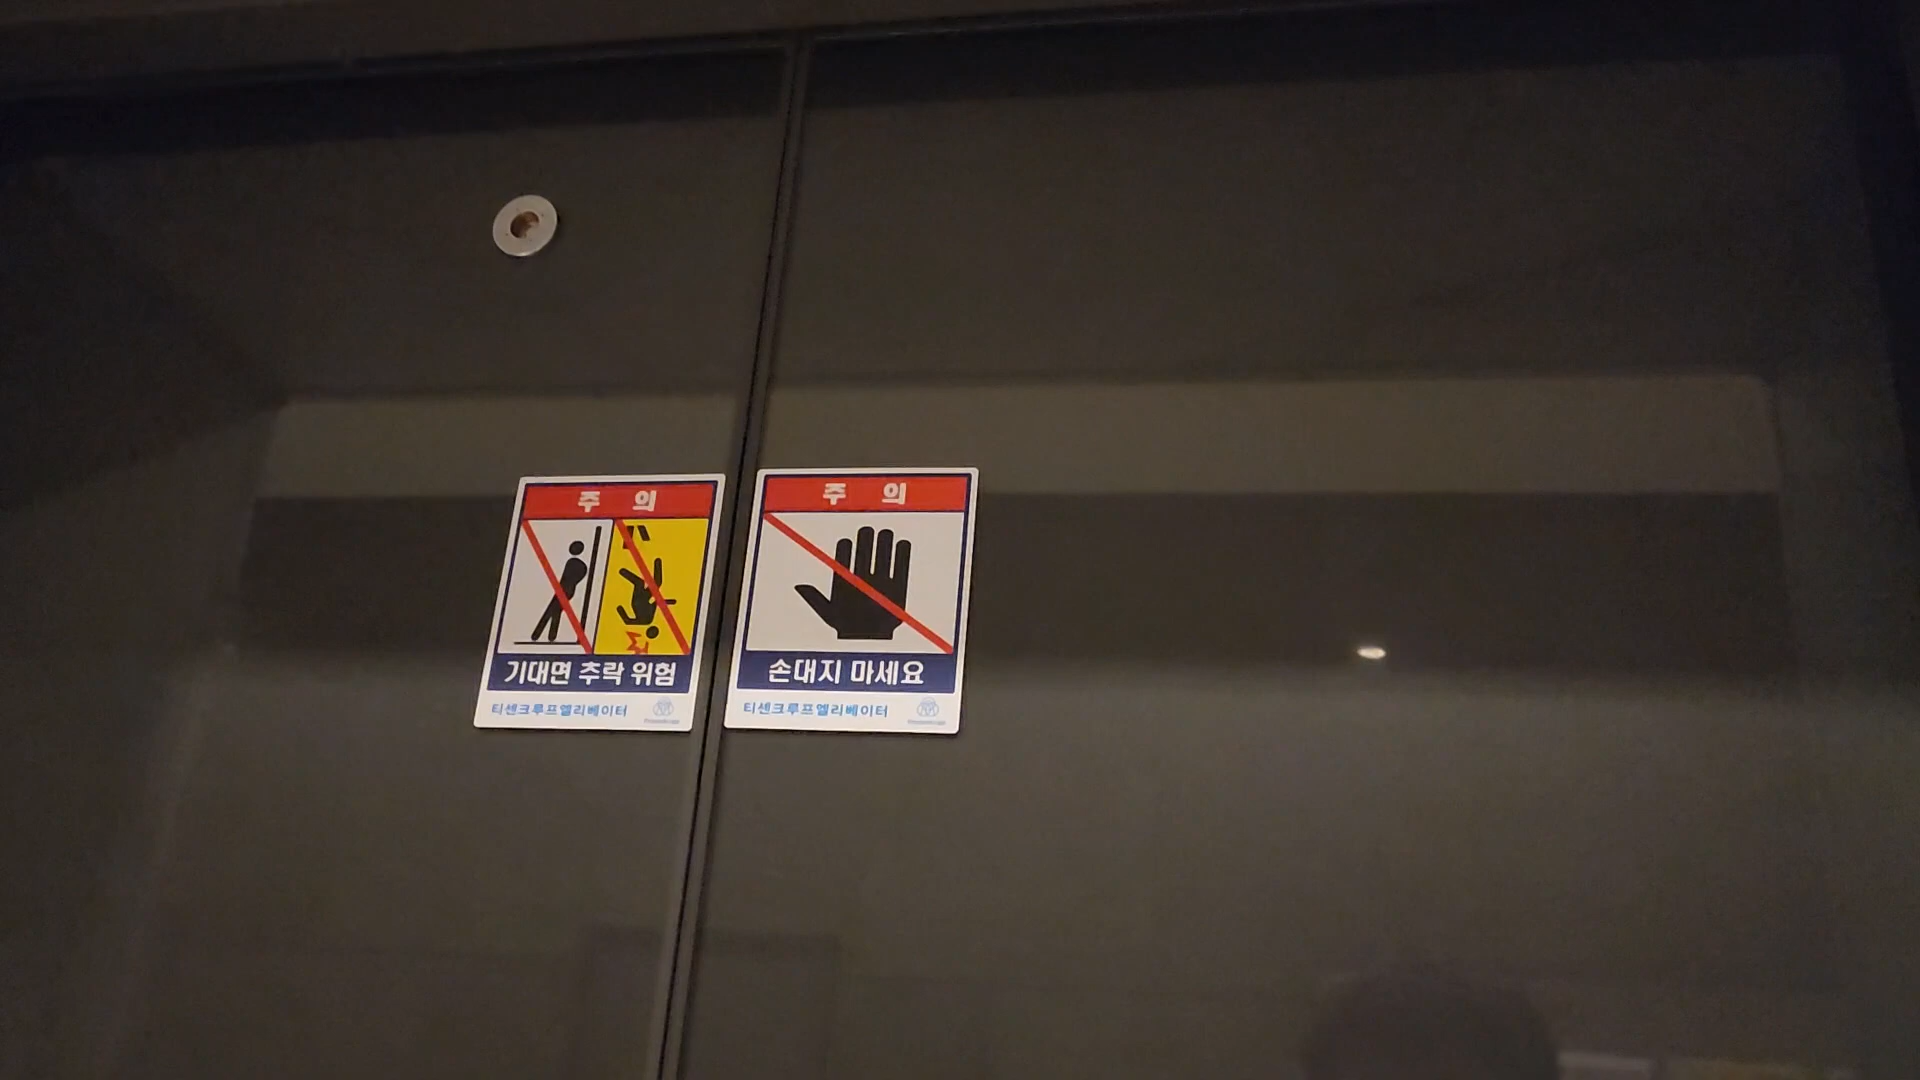 주 의
기대면 추락 위험
티센크루프엘리베이터
주 의
손대지 마세요
티센크루프엘리베이터